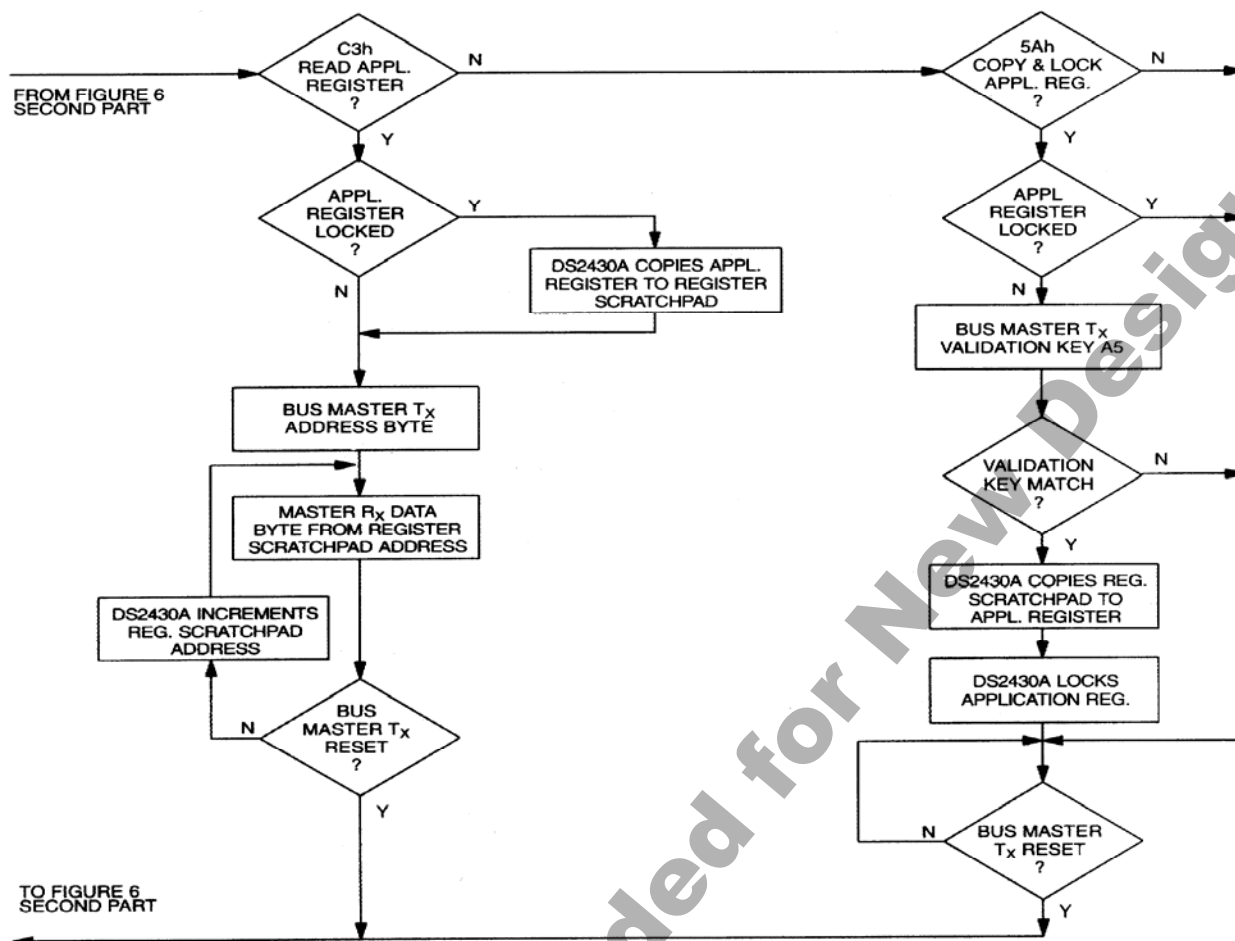 C3h
READ APPL.
REGISTER
?
N
Y
FROM FIGURE 6
SECOND PART
APPL.
REGISTER
LOCKED
?
Y
N
DS2430A COPIES APPL.
REGISTER TO REGISTER
SCRATCHPAD
BUS MASTER TX
ADDRESS BYTE
MASTER RX DATA
BYTE FROM REGISTER
SCRATCHPAD ADDRESS
DS2430A INCREMENTS
REG. SCRATCHPAD
ADDRESS
BUS
MASTER TX
RESET
?
N
Y
5Ah
COPY & LOCK
APPL. REG.
?
N
Y
APPL
REGISTER
LOCKED
?
Y
N
BUS MASTER TX
VALIDATION KEY A5
VALIDATION
KEY MATCH
?
N
Y
DS2430A COPIES REG.
SCRATCHPAD TO
APPL. REGISTER
DS2430A LOCKS
APPLICATION REG.
BUS MASTER
TX RESET
?
N
Y
TO FIGURE 6
SECOND PART
ded for New Design